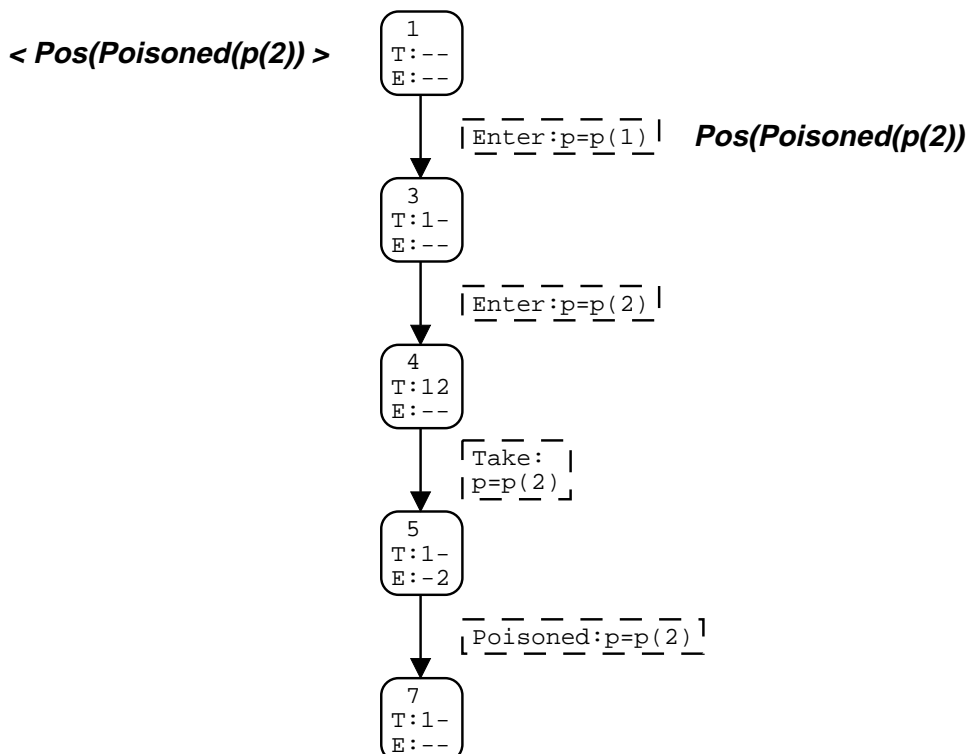 1
< Pos(Poisoned(p(2)) >
T:--
E:--
Enter:p=p(1)
Pos(Poisoned(p(2))
3
T:1-
E:--
Enter:p=p(2)
4
T:12
E:--
Take:
p=p(2)
5
T:1-
E:-2
Poisoned:p=p(2)
7
T:1-
E:--